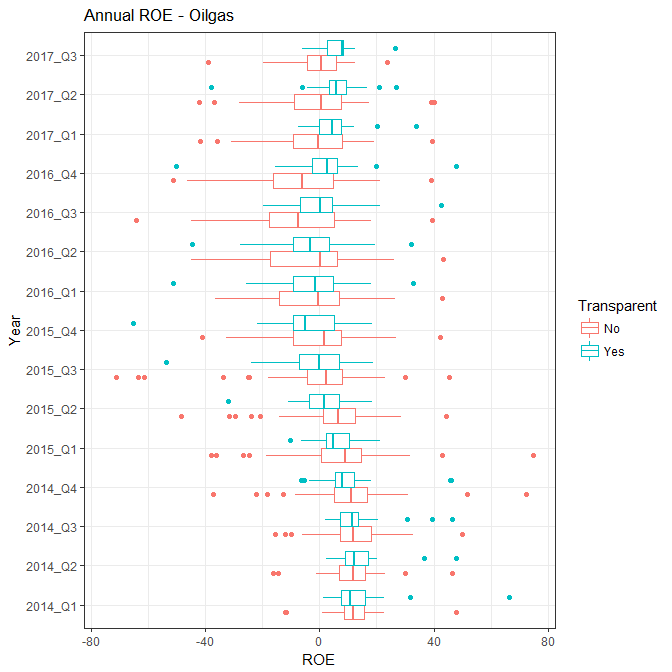 Annual ROE - Oilgas
2017_Q3
2017_Q2
2017_Q1
2016_Q4
2016_Q3
2016_Q2
2016_Q1
2015_Q4
2015_Q3
2015_Q2
2015_Q1
2014_Q4
2014_Q3
2014_Q2
2014_Q1
Year
-80 -40 0 40 80
ROE
Transparent
No
Yes